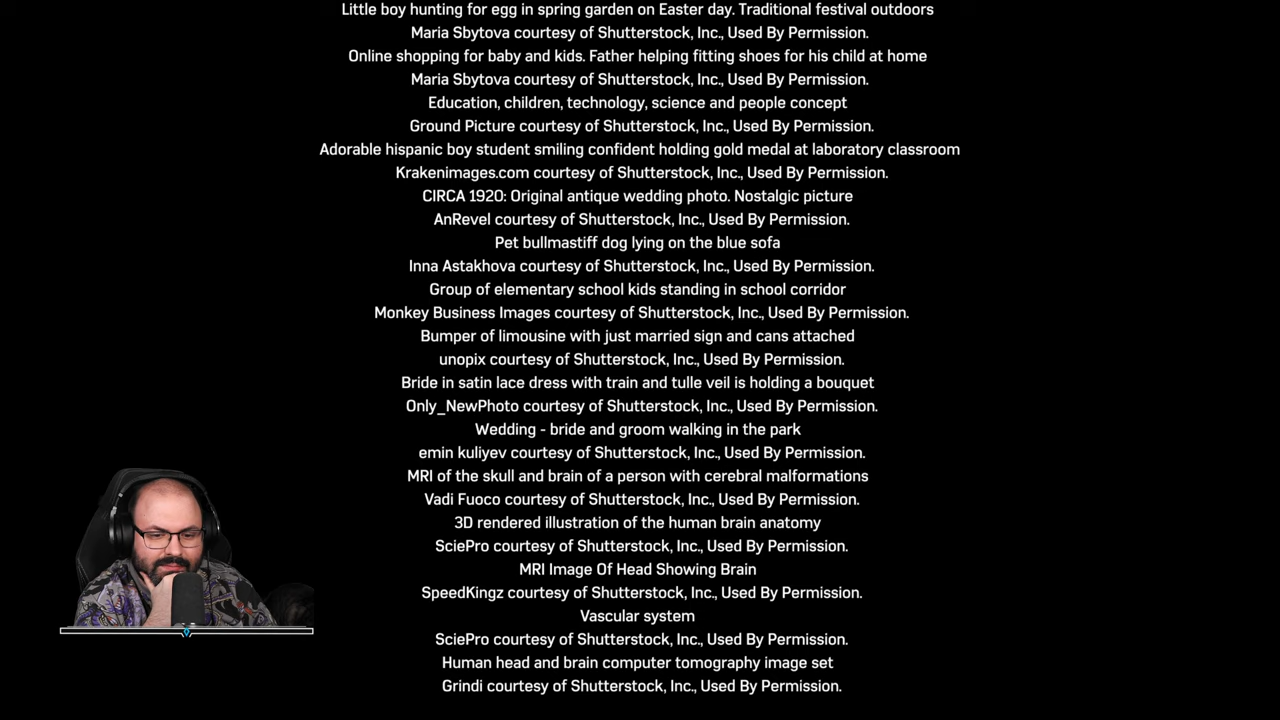 Little boy hunting for egg in spring garden on Easter day. Traditional festival outdoors
Maria Sbytova courtesy of Shutterstock, Inc., Used By Permission.
Online shopping for baby and kids. Father helping fitting shoes for his child at home
Maria Sbytova courtesy of Shutterstock, Inc., Used By Permission.
Education, children, technology, science and people concept
Ground Picture courtesy of Shutterstock, Inc., Used By Permission.
Adorable hispanic boy student smiling confident holding gold medal at laboratory classroom
Krakenimages.com courtesy of Shutterstock, Inc., Used By Permission.
CIRCA 1920: Original antique wedding photo. Nostalgic picture
AnRevel courtesy of Shutterstock, Inc., Used By Permission.
Pet bullmastiff dog lying on the blue sofa
Inna Astakhova courtesy of Shutterstock, Inc., Used By Permission.
Group of elementary school kids standing in school corridor
Monkey Business Images courtesy of Shutterstock, Inc., Used By Permission.
Bumper of limousine with just married sign and cans attached
unopix courtesy of Shutterstock, Inc., Used By Permission.
Bride in satin lace dress with train and tulle veil is holding a bouquet
Only_NewPhoto courtesy of Shutterstock, Inc., Used By Permission.
Wedding - bride and groom walking in the park
emin kuliyev courtesy of Shutterstock, Inc., Used By Permission.
MRI of the skull and brain of a person with cerebral malformations
Vadi Fuoco courtesy of Shutterstock, Inc., Used By Permission.
3D rendered illustration of the human brain anatomy
SciePro courtesy of Shutterstock, Inc., Used By Permission.
MRI Image Of Head Showing Brain
SpeedKingz courtesy of Shutterstock, Inc., Used By Permission.
Vascular system
SciePro courtesy of Shutterstock, Inc., Used By Permission.
Human head and brain computer tomography image set
Grindi courtesy of Shutterstock, Inc., Used By Permission.